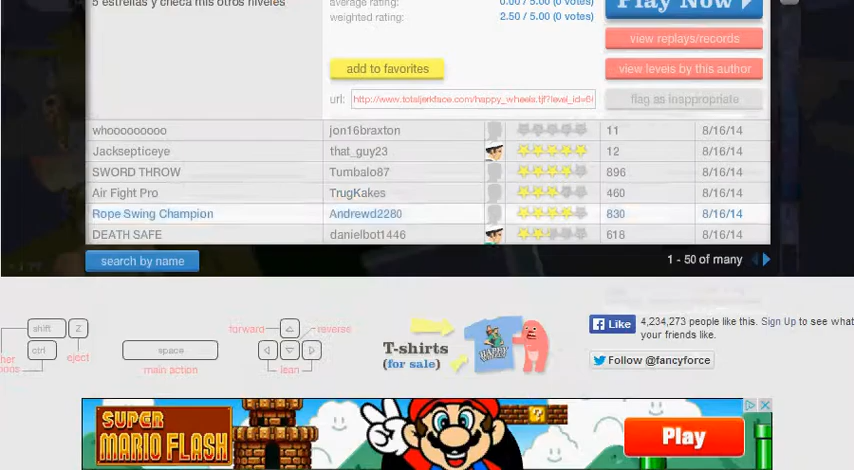 5 estrellas y checa mis otros niveles
average rating: 0.00 / 5.00 (0 votes)
weighted rating: 2.50 / 5.00 (0 votes)
Play Now
view replays/records
add to favorites
view levels by this author
url: http://www.totaljerkface.com/happy_wheels.tjf?level_id=6
flag as inappropriate
whooooooooo jon16braxton 11 8/16/14
Jacksepticeye that_guy23 12 8/16/14
SWORD THROW Tumbalo87 896 8/16/14
Air Fight Pro TrugKakes 460 8/16/14
Rope Swing Champion Andrewd2280 830 8/16/14
DEATH SAFE danielbot1446 618 8/16/14
search by name
1 - 50 of many
shift Z
ctrl
eject
space
main action
forward
reverse
lean
T-shirts
(for sale)
HAPPY WHEELS
Like 4,234,273 people like this. Sign Up to see what
your friends like.
Follow @fancyforce
SUPER
MARIO FLASH
?
Play